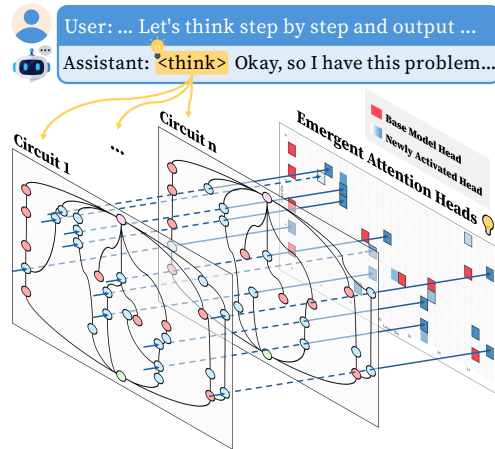 User: ... Let's think step by step and output ...
Assistant: <think> Okay, so I have this problem...
Circuit 1
...
Circuit n
Emergent Attention Heads
Base Model Head
Newly Activated Head